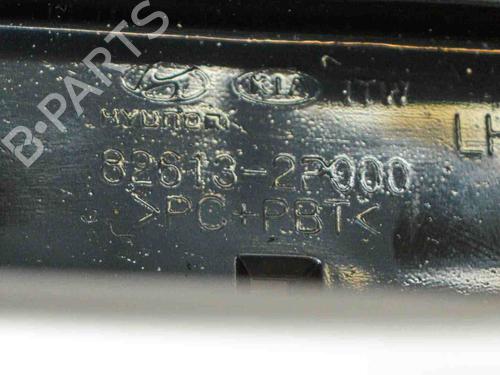 B-PARTS
KIA
HYUNDAI
LH
82613-2P000
>PC+PBT<